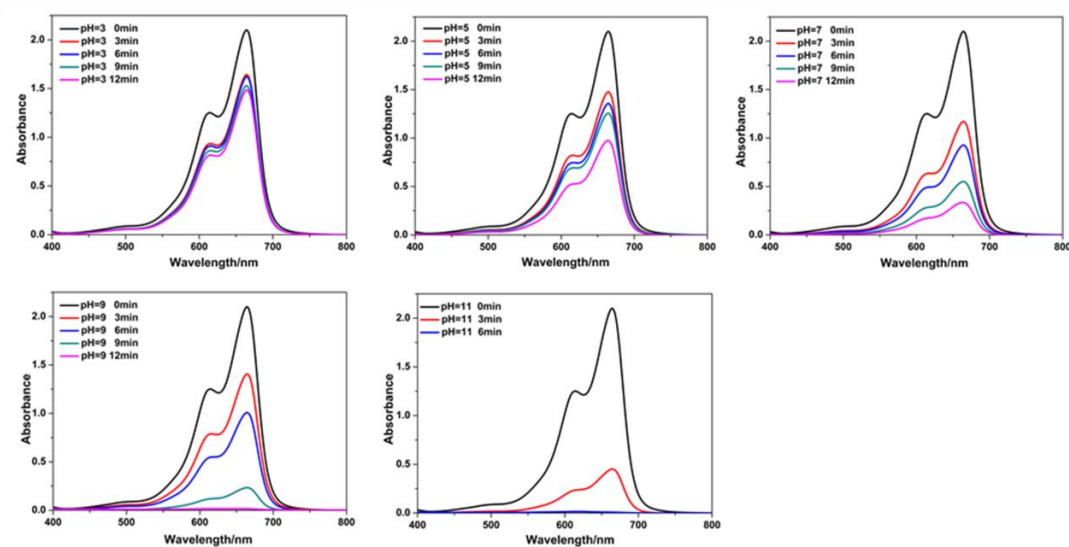 pH=3 0min
pH=3 3min
pH=3 6min
pH=3 9min
pH=3 12min
2.0
1.5
1.0
0.5
0.0
Absorbance
400 500 600 700 800
Wavelength/nm
pH=5 0min
pH=5 3min
pH=5 6min
pH=5 9min
pH=5 12min
2.0
1.5
1.0
0.5
0.0
Absorbance
400 500 600 700 800
Wavelength/nm
pH=7 0min
pH=7 3min
pH=7 6min
pH=7 9min
pH=7 12min
2.0
1.5
1.0
0.5
0.0
Absorbance
400 500 600 700 800
Wavelength/nm
pH=9 0min
pH=9 3min
pH=9 6min
pH=9 9min
pH=9 12min
2.0
1.5
1.0
0.5
0.0
Absorbance
400 500 600 700 800
Wavelength/nm
pH=11 0min
pH=11 3min
pH=11 6min
2.0
1.5
1.0
0.5
0.0
Absorbance
400 500 600 700 800
Wavelength/nm